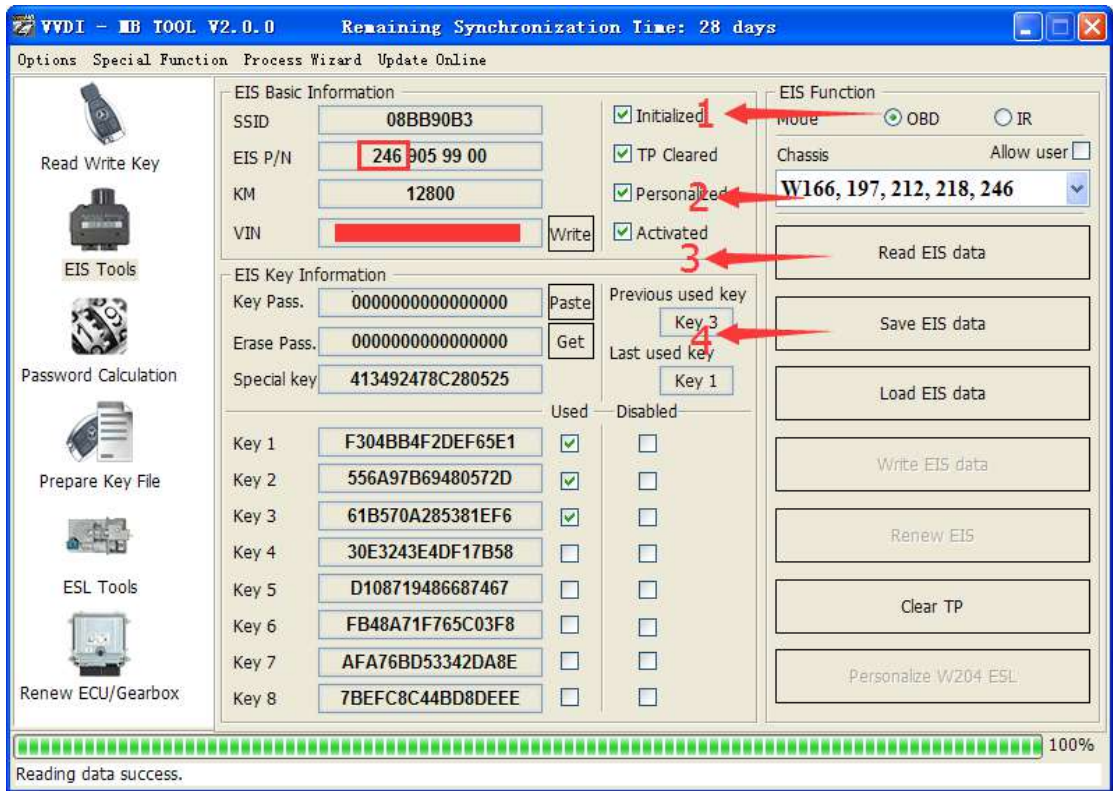 VVDI - MB TOOL V2.0.0 Remaining Synchronization Time: 28 days
Options Special Function Process Wizard Update Online
Read Write Key
EIS Tools
Password Calculation
Prepare Key File
ESL Tools
Renew ECU/Gearbox
EIS Basic Information
SSID 08BB90B3
EIS P/N 246 905 99 00
KM 12800
VIN Write
Initialized
TP Cleared
Personalized
Activated
EIS Key Information
Key Pass. 0000000000000000 Paste
Erase Pass. 0000000000000000 Get
Special key 413492478C280525
Previous used key
Key 3
Last used key
Key 1
Used Disabled
Key 1 F304BB4F2DEF65E1
Key 2 556A97B69480572D
Key 3 61B570A285381EF6
Key 4 30E3243E4DF17B58
Key 5 D108719486687467
Key 6 FB48A71F765C03F8
Key 7 AFA76BD53342DA8E
Key 8 7BEFC8C44BD8DEEE
EIS Function
1 Mode OBD IR
Chassis Allow user
2 W166, 197, 212, 218, 246
3 Read EIS data
4 Save EIS data
Load EIS data
Write EIS data
Renew EIS
Clear TP
Personalize W204 ESL
100%
Reading data success.